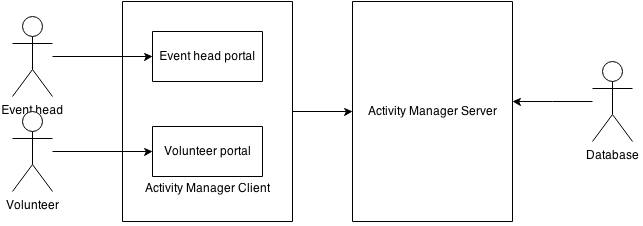 Event head portal
Event head
Activity Manager Server
Volunteer portal
Database
Activity Manager Client
Volunteer